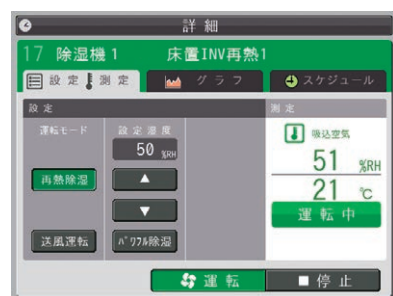 詳細
17 除湿機1 床置INV再熱1
設定 測定 グラフ スケジュール
設定 測定
運転モード 設定湿度 吸込空気
50 %RH
51 %RH
再熱除湿 ▲
21 ℃
▼ 運転中
送風運転 パワフル除湿
運転 ■停止